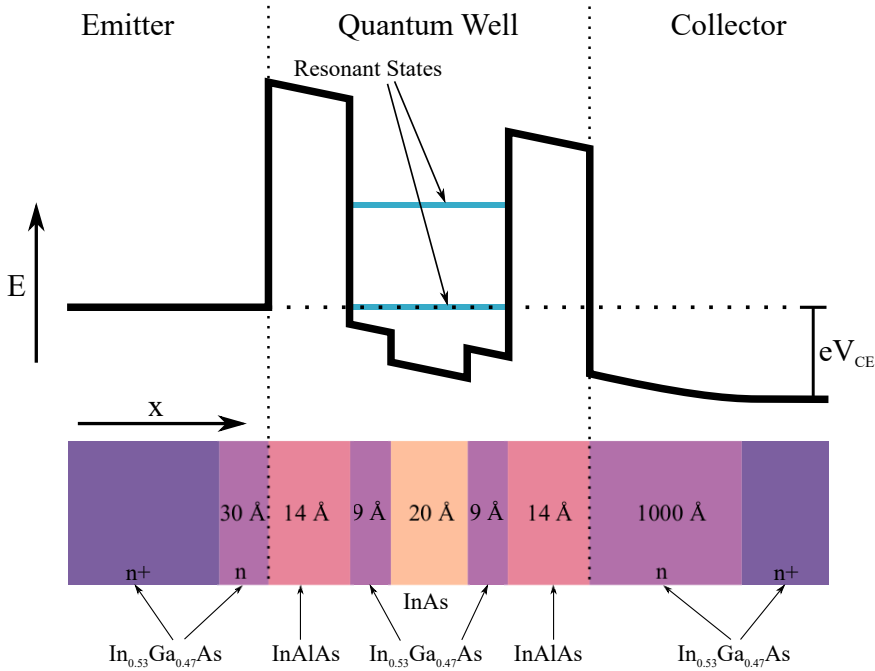 Emitter
Quantum Well
Collector
Resonant States
E
eV_CE
x
30 Å
14 Å
9 Å
20 Å
9 Å
14 Å
1000 Å
n+
n
n
n+
InAs
In0.53Ga0.47As
InAlAs
In0.53Ga0.47As
InAlAs
In0.53Ga0.47As